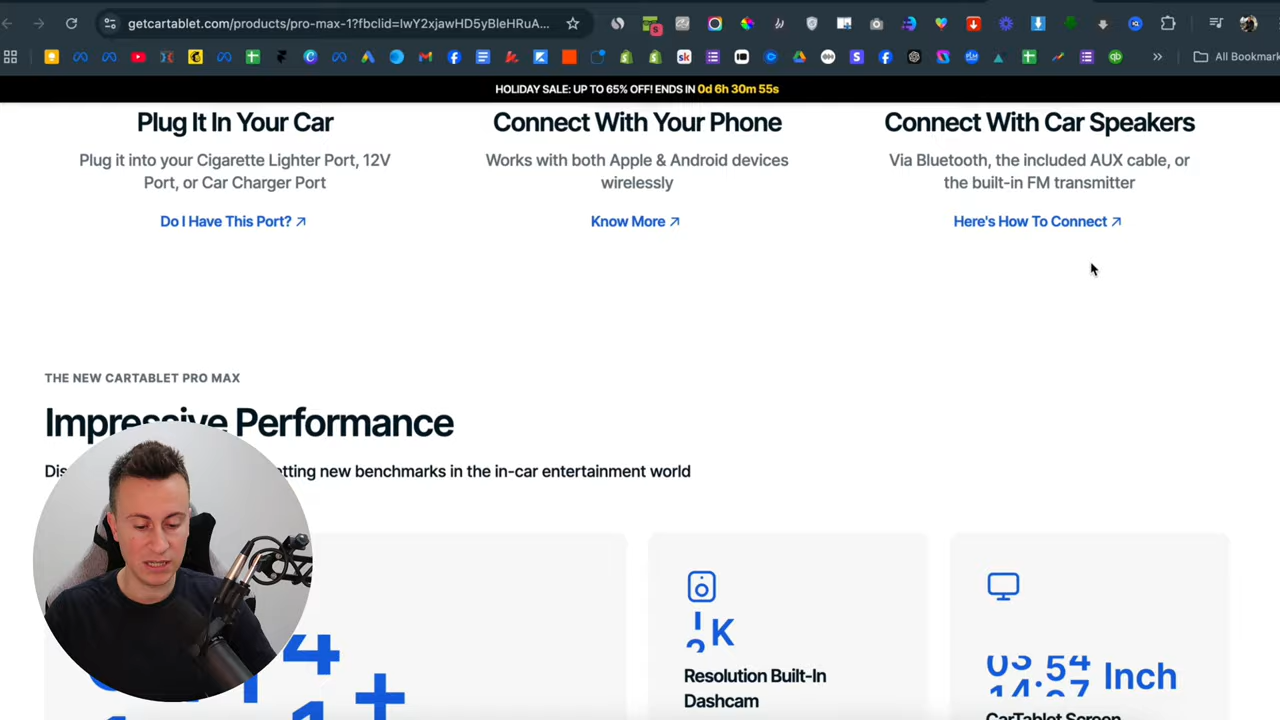 getcartablet.com/products/pro-max-1?fbclid=IwY2xjawHD5yBleHRuA...
All Bookmark
HOLIDAY SALE: UP TO 65% OFF! ENDS IN 0d 6h 30m 55s
Plug It In Your Car
Plug it into your Cigarette Lighter Port, 12V
Port, or Car Charger Port
Do I Have This Port?
Connect With Your Phone
Works with both Apple & Android devices
wirelessly
Know More
Connect With Car Speakers
Via Bluetooth, the included AUX cable, or
the built-in FM transmitter
Here's How To Connect
THE NEW CARTABLET PRO MAX
Impressive Performance
etting new benchmarks in the in-car entertainment world
K
Resolution Built-In
Dashcam
Inch
CarTablet Screen